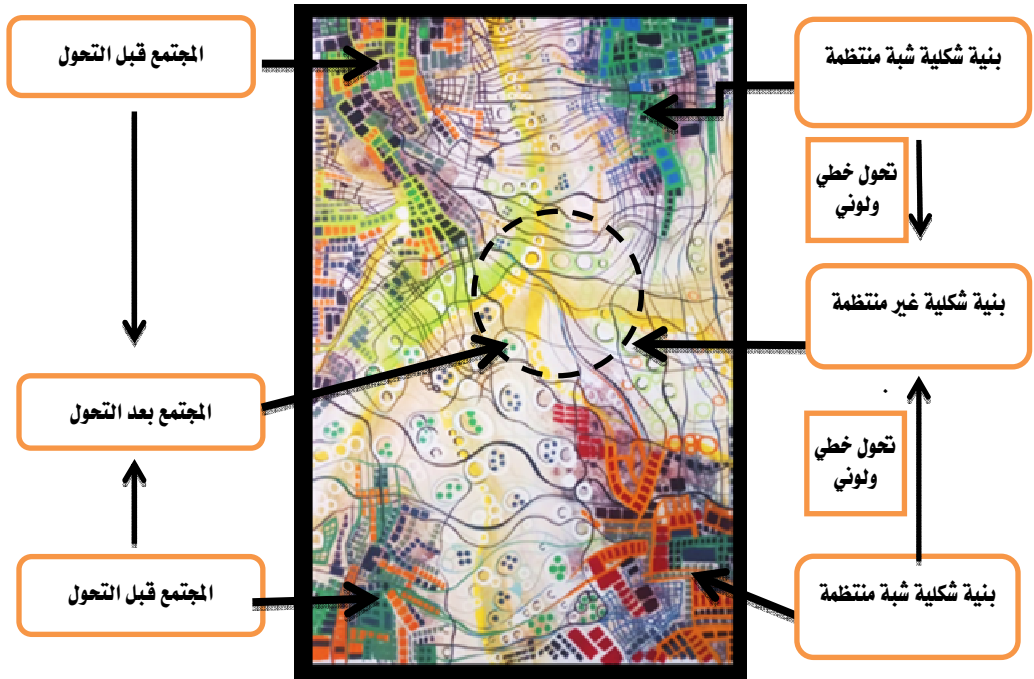 بنية شكلية شبة منتظمة
المجتمع قبل التحول
تحول خطي
ولوني
بنية شكلية غير منتظمة
المجتمع بعد التحول
تحول خطي
ولوني
بنية شكلية شبة منتظمة
المجتمع قبل التحول